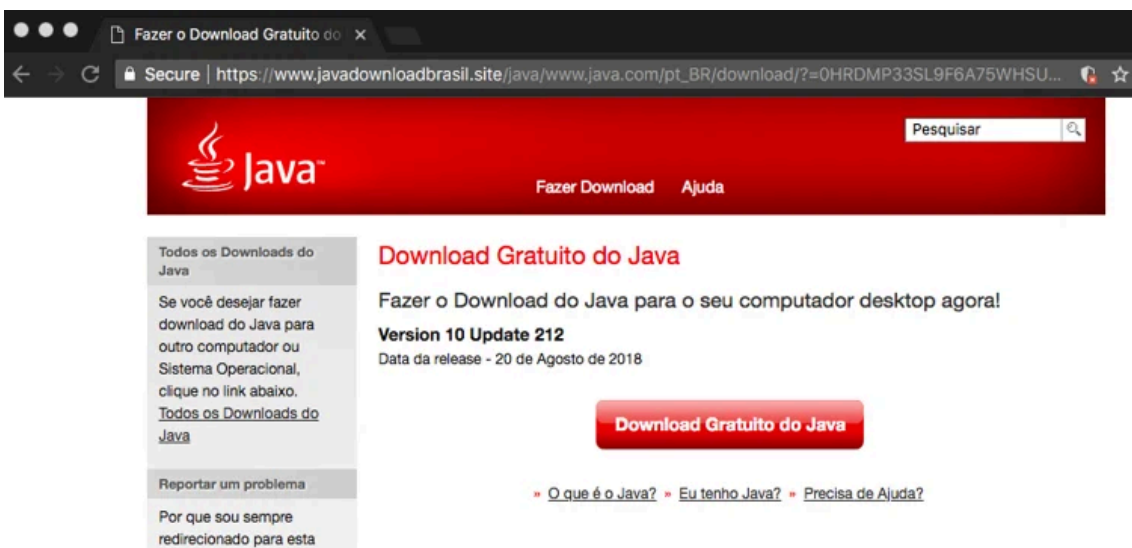 Fazer o Download Gratuito do
Secure | https://www.javadownloadbrasil.site/java/www.java.com/pt_BR/download/?=0HRDMP33SL9F6A75WHSU...
Java™
Pesquisar
Fazer Download Ajuda
Todos os Downloads do
Java
Se você desejar fazer
download do Java para
outro computador ou
Sistema Operacional,
clique no link abaixo.
Todos os Downloads do
Java
Reportar um problema
Por que sou sempre
redirecionado para esta
Download Gratuito do Java
Fazer o Download do Java para o seu computador desktop agora!
Version 10 Update 212
Data da release - 20 de Agosto de 2018
Download Gratuito do Java
» O que é o Java? » Eu tenho Java? » Precisa de Ajuda?